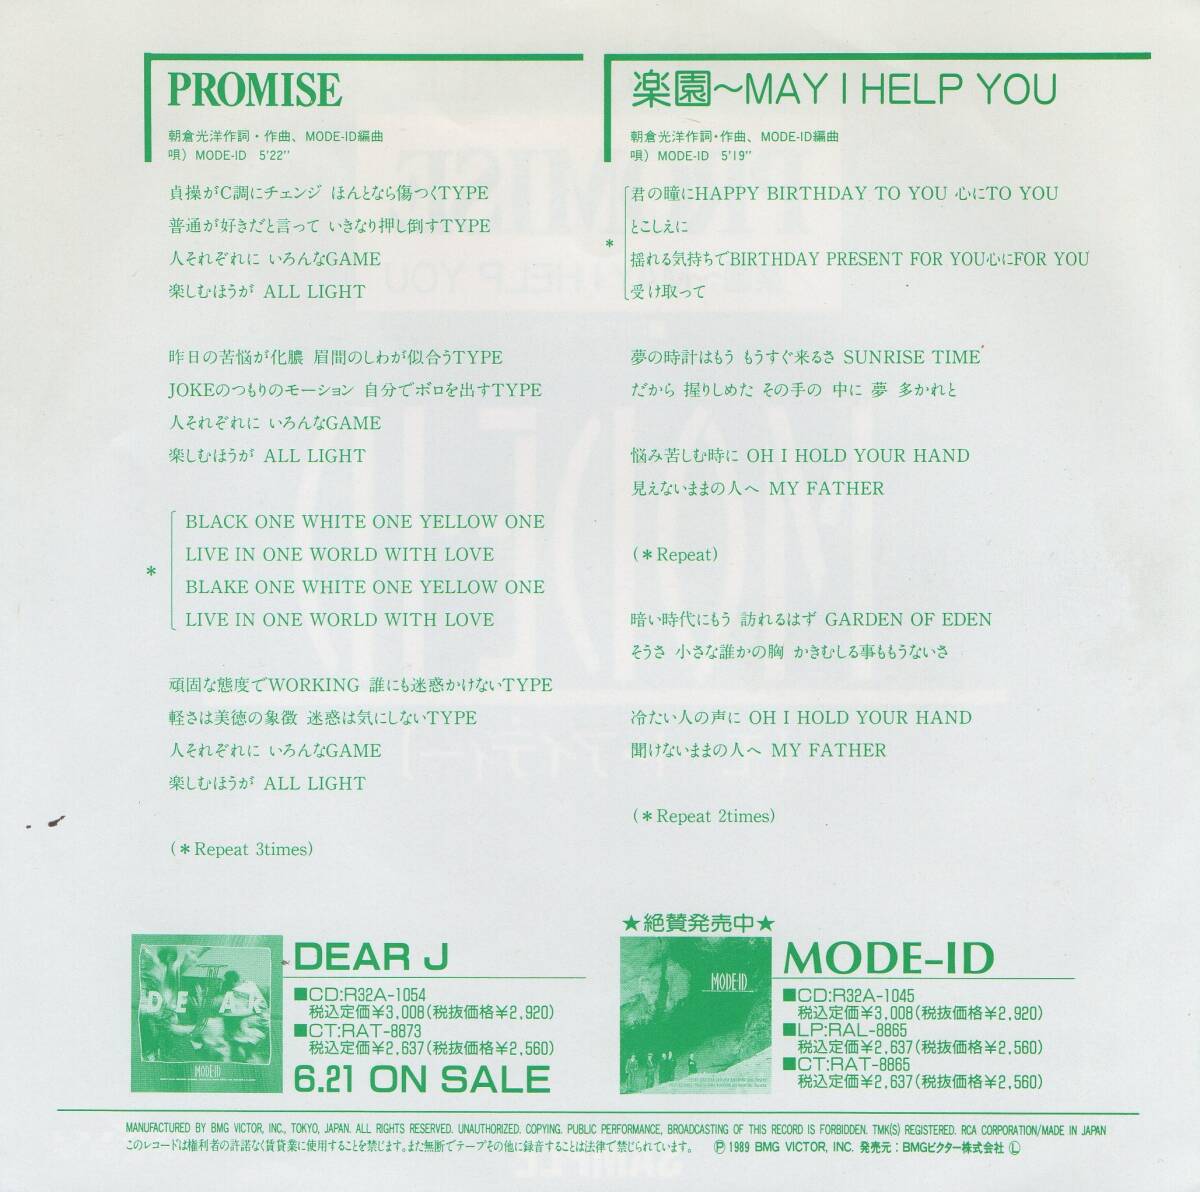 PROMISE
朝倉光洋作詞・作曲、MODE-ID編曲
唄) MODE-ID 5'22"
貞操がC調にチェンジ ほんとなら傷つくTYPE
普通が好きだと言って いきなり押し倒すTYPE
人それぞれに いろんなGAME
楽しむほうが ALL LIGHT
昨日の苦悩が化膿 眉間のしわが似合うTYPE
JOKEのつもりのモーション 自分でボロを出すTYPE
人それぞれに いろんなGAME
楽しむほうが ALL LIGHT
BLACK ONE WHITE ONE YELLOW ONE
LIVE IN ONE WORLD WITH LOVE
*
BLAKE ONE WHITE ONE YELLOW ONE
LIVE IN ONE WORLD WITH LOVE
頑固な態度でWORKING 誰にも迷惑かけないTYPE
軽さは美徳の象徴 迷惑は気にしないTYPE
人それぞれに いろんなGAME
楽しむほうが ALL LIGHT
(*Repeat 3times)
楽園〜MAY I HELP YOU
朝倉光洋作詞・作曲、MODE-ID編曲
唄) MODE-ID 5'19"
君の瞳にHAPPY BIRTHDAY TO YOU 心にTO YOU
とこしえに
*
揺れる気持ちでBIRTHDAY PRESENT FOR YOU心にFOR YOU
受け取って
夢の時計はもう もうすぐ来るさ SUNRISE TIME
だから 握りしめた その手の 中に 夢 多かれと
悩み苦しむ時に OH I HOLD YOUR HAND
見えないままの人へ MY FATHER
(*Repeat)
暗い時代にもう 訪れるはず GARDEN OF EDEN
そうさ 小さな誰かの胸 かきむしる事ももうないさ
冷たい人の声に OH I HOLD YOUR HAND
聞けないままの人へ MY FATHER
(*Repeat 2times)
MODE-ID
DEAR J
■CD:R32A-1054
税込定価¥3,008(税抜価格¥2,920)
■CT:RAT-8873
税込定価¥2,637(税抜価格¥2,560)
6.21 ON SALE
★絶賛発売中★
MODE-ID
MODE-ID
■CD:R32A-1045
税込定価¥3,008(税抜価格¥2,920)
■LP:RAL-8865
税込定価¥2,637(税抜価格¥2,560)
■CT:RAT-8865
税込定価¥2,637(税抜価格¥2,560)
MANUFACTURED BY BMG VICTOR, INC., TOKYO, JAPAN. ALL RIGHTS RESERVED. UNAUTHORIZED. COPYING. PUBLIC PERFORMANCE, BROADCASTING OF THIS RECORD IS FORBIDDEN. TMK(S) REGISTERED. RCA CORPORATION/MADE IN JAPAN
このレコードは権利者の許諾なく賃貸業に使用することを禁じます。また無断でテープその他に録音することは法律で禁じられています。 Ⓟ1989 BMG VICTOR, INC. 発売元:BMGビクター株式会社 Ⓛ